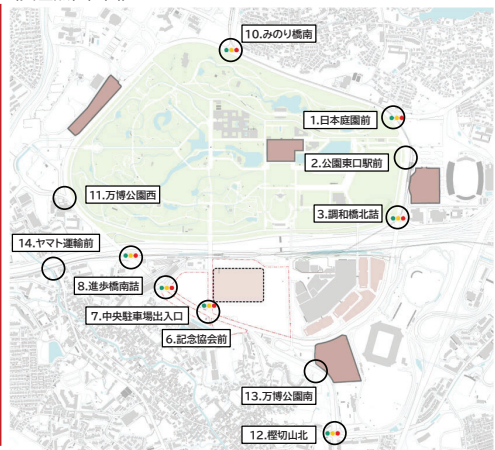 10.みのり橋南
1.日本庭園前
2.公園東口駅前
11.万博公園西
3.調和橋北詰
14.ヤマト運輸前
8.進歩橋南詰
7.中央駐車場出入口
6.記念協会前
13.万博公園南
12.樫切山北